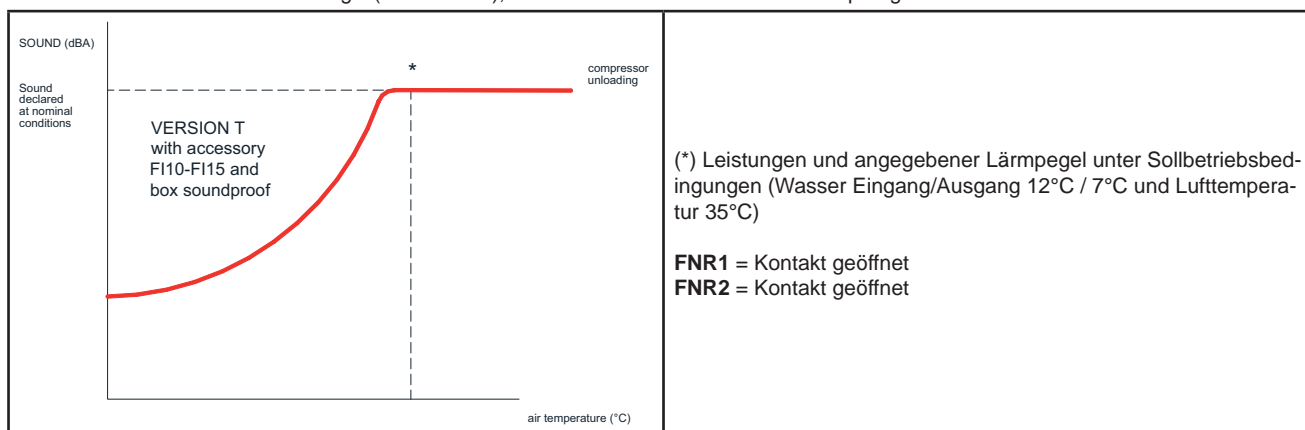 SOUND (dBA)
Sound
declared
at nominal
conditions
VERSION T
with accessory
FI10-FI15 and
box soundproof
*
compressor
unloading
air temperature (°C)
(*) Leistungen und angegebener Lärmpegel unter Sollbetriebsbed-
ingungen (Wasser Eingang/Ausgang 12°C / 7°C und Lufttempera-
tur 35°C)
FNR1 = Kontakt geöffnet
FNR2 = Kontakt geöffnet